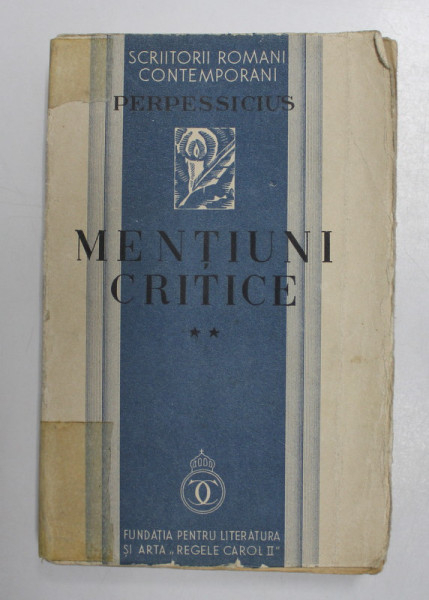 SCRIITORII ROMANI
CONTEMPORANI
PERPESSICIUS
MENȚIUNI
CRITICE
★ ★
FUNDAȚIA PENTRU LITERATURA
ȘI ARTA „REGELE CAROL II"